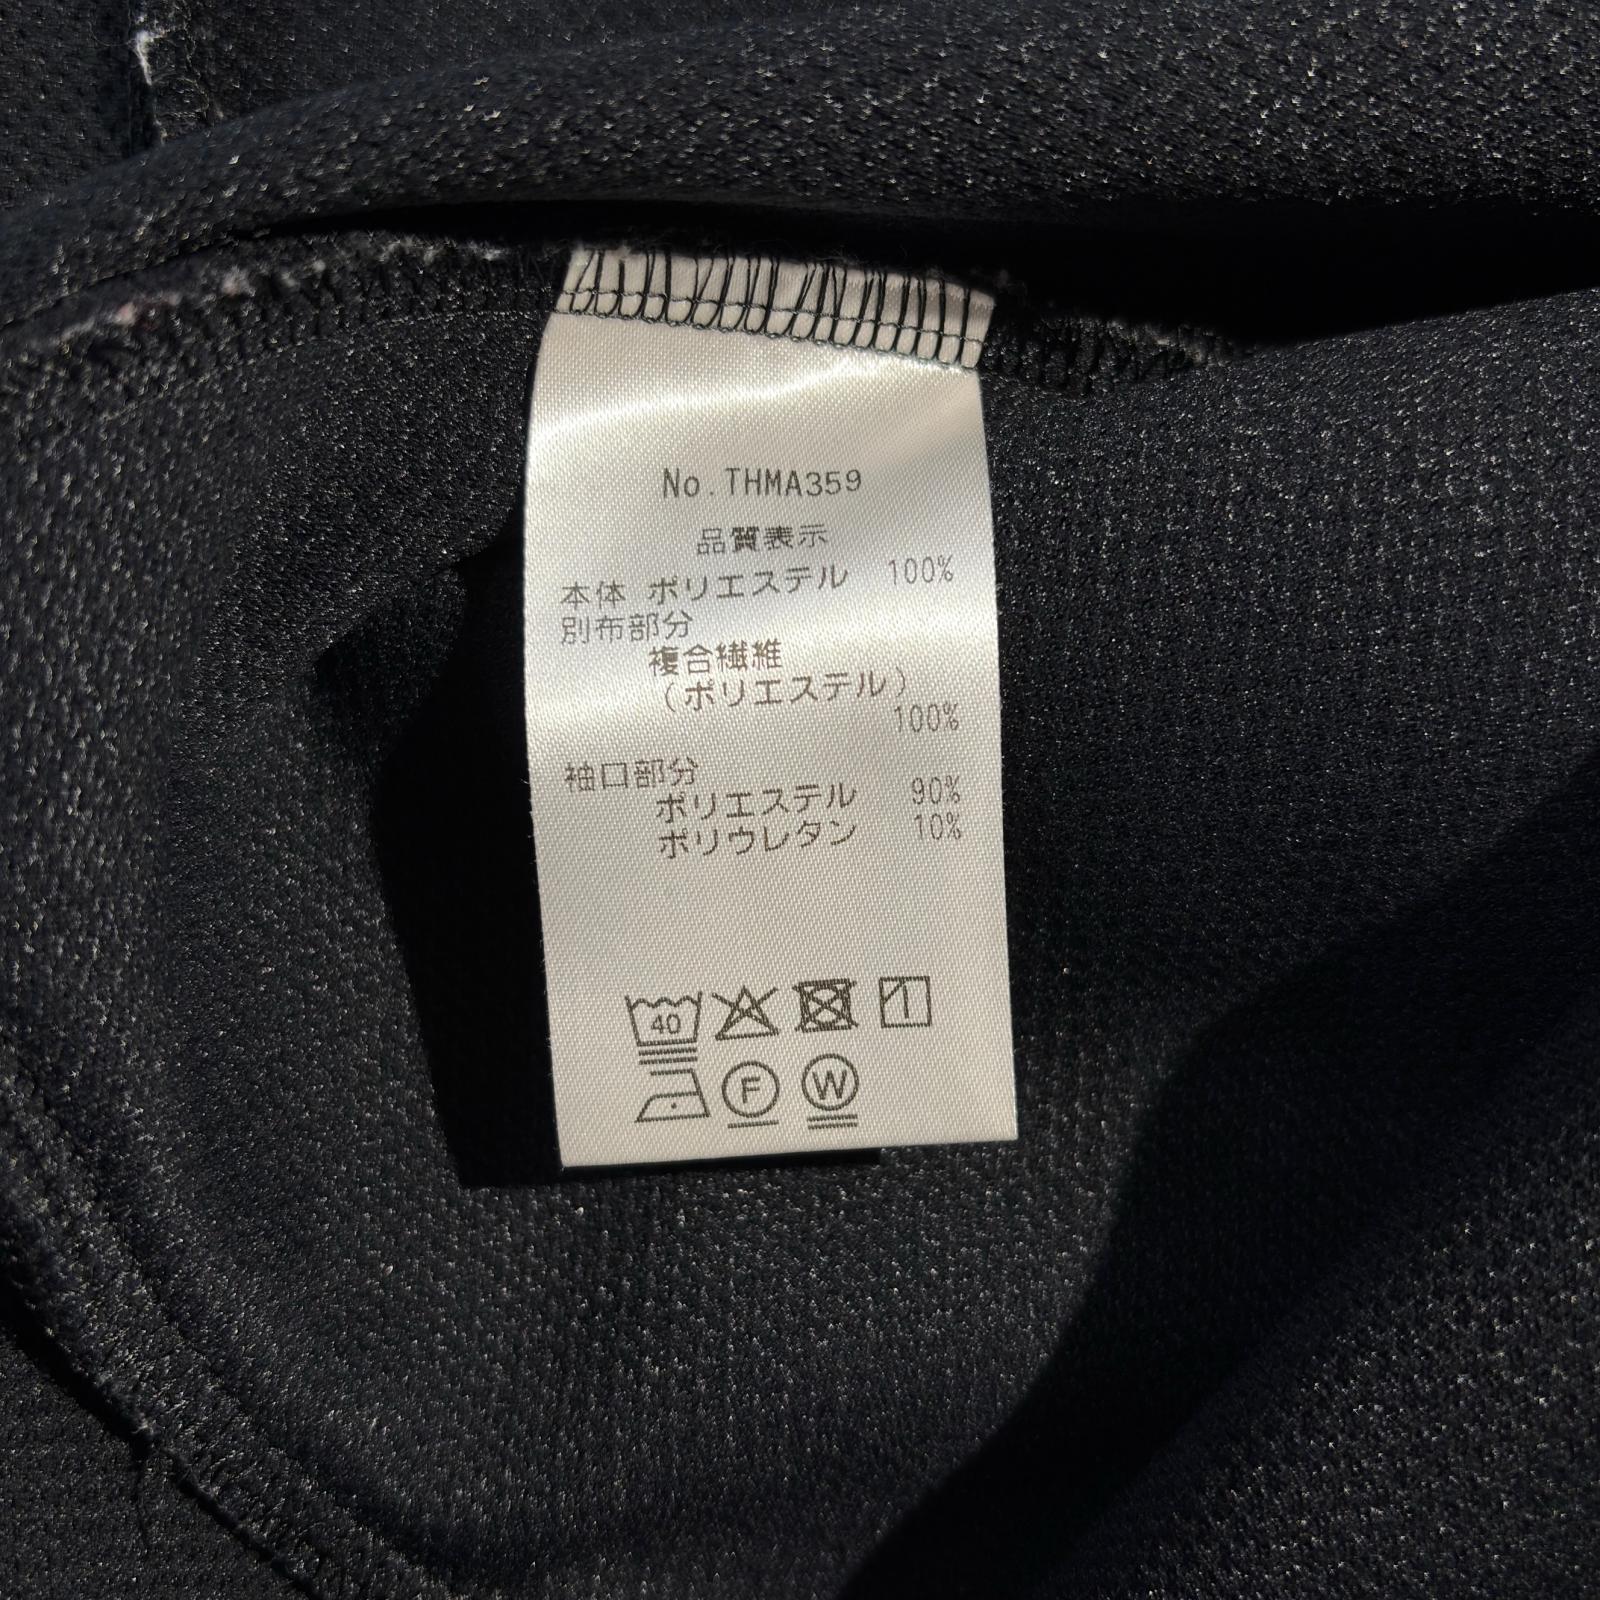 No.THMA359
品質表示
本体 ポリエステル 100%
別布部分
複合繊維
(ポリエステル)
100%
袖口部分
ポリエステル 90%
ポリウレタン 10%
40
F W